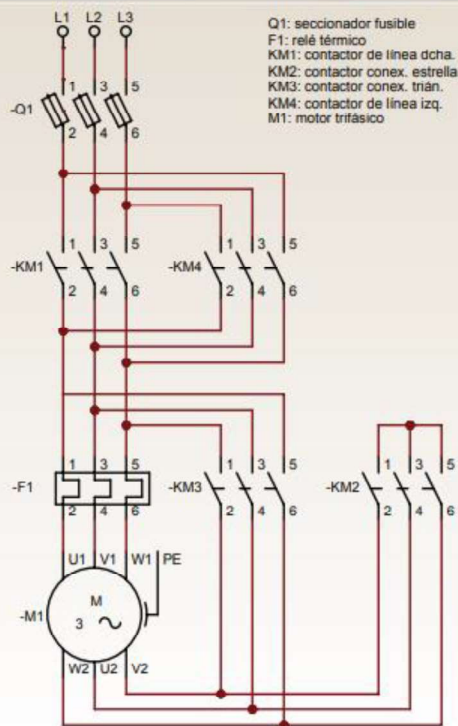 L1 L2 L3
Q1: seccionador fusible
F1: relé térmico
KM1: contactor de línea dcha.
KM2: contactor conex. estrella
KM3: contactor conex. trián.
KM4: contactor de línea izq.
M1: motor trifásico
1 3 5
-Q1
2 4 6
1 3 5 1 3 5
-KM1 -KM4
2 4 6 2 4 6
1 3 5 1 3 5 1 3 5
-F1 -KM3 -KM2
2 4 6 2 4 6 2 4 6
U1 V1 W1 PE
M
-M1
3
W2 U2 V2